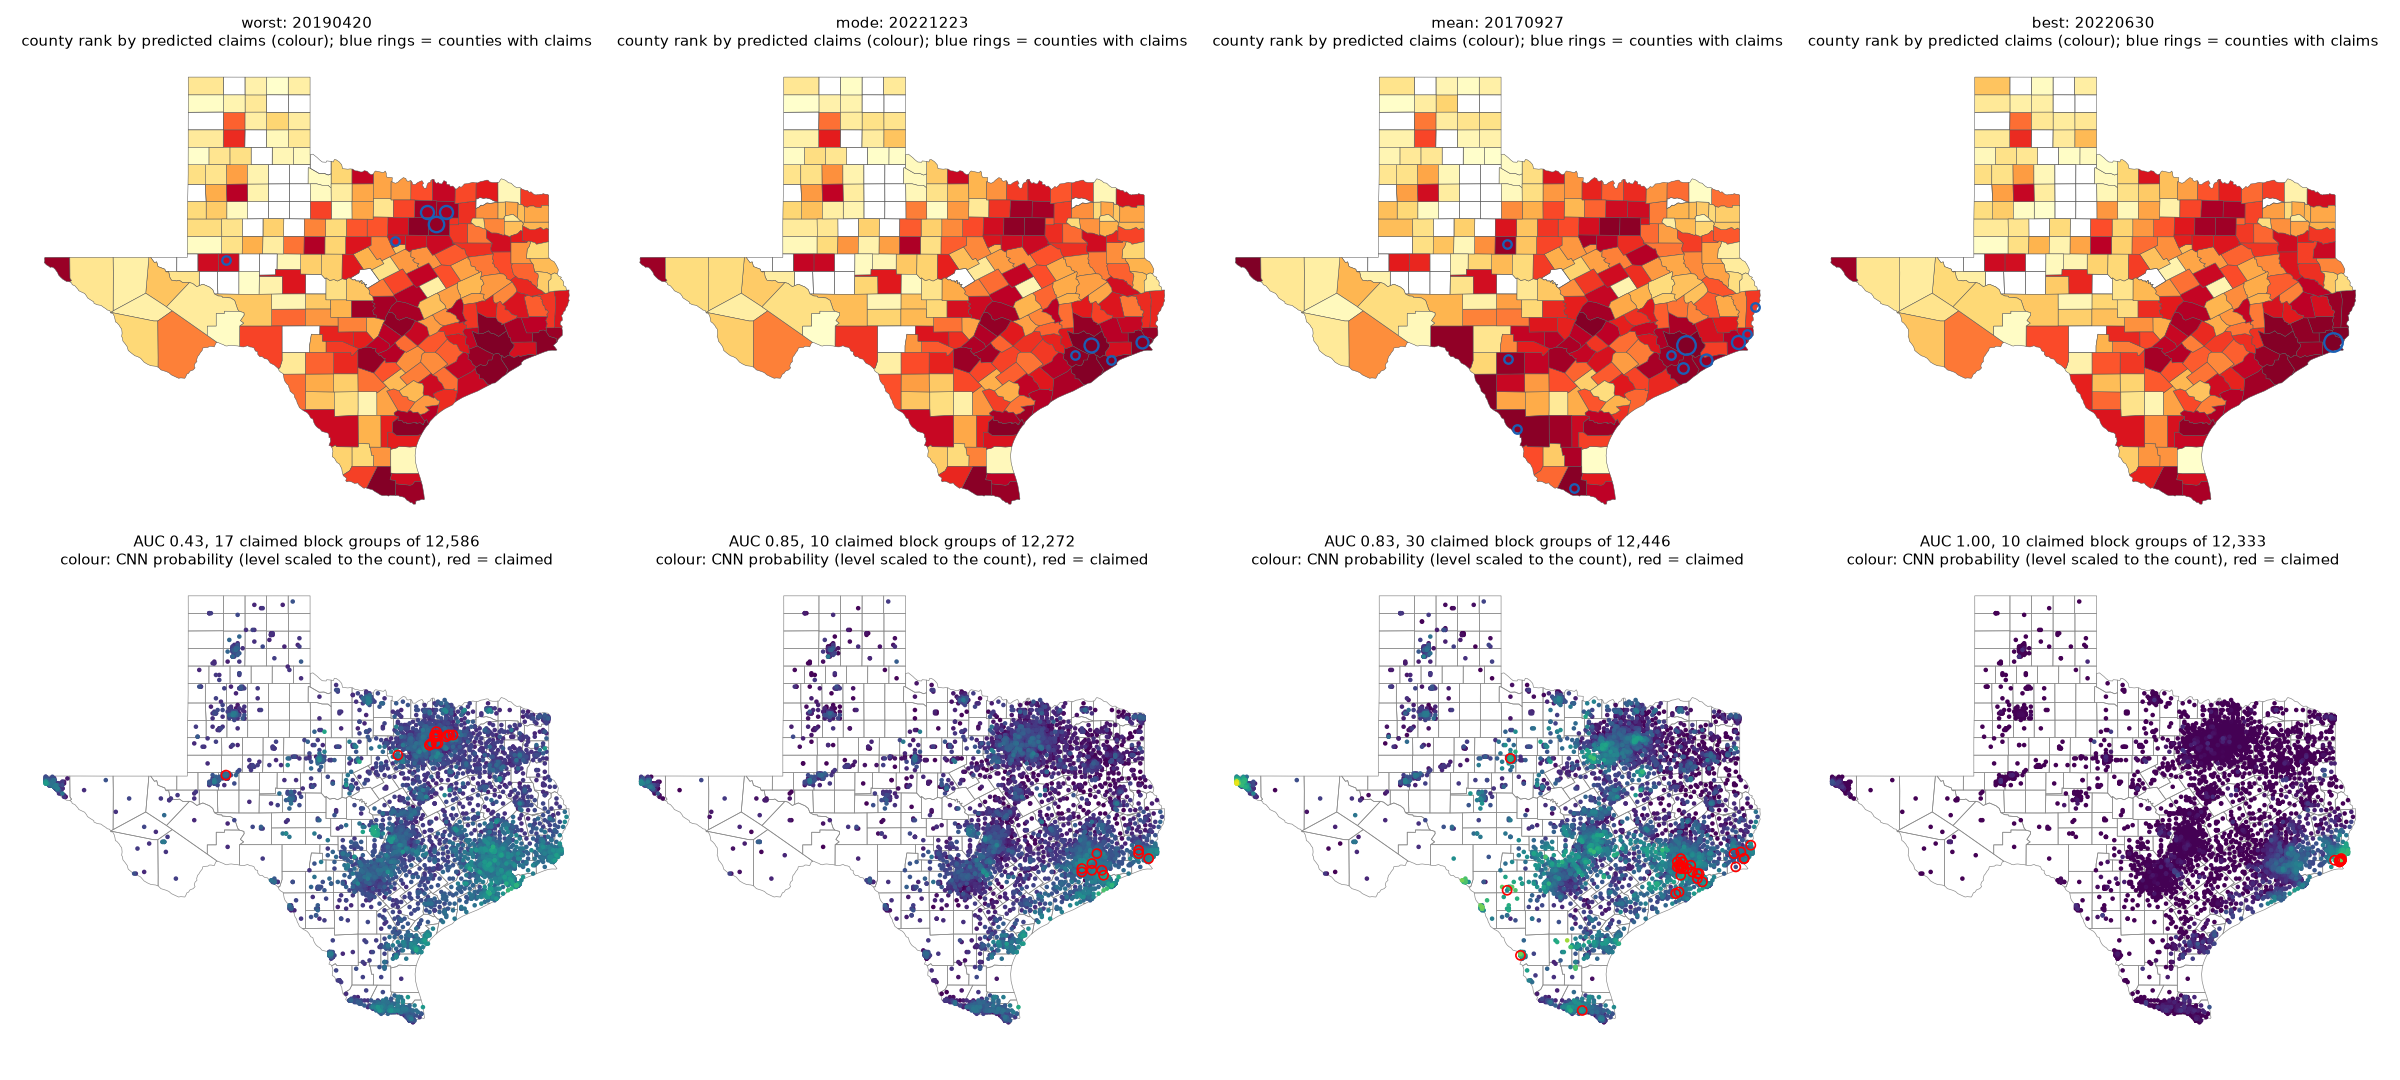 worst: 20190420
county rank by predicted claims (colour); blue rings = counties with claims
mode: 20221223
county rank by predicted claims (colour); blue rings = counties with claims
mean: 20170927
county rank by predicted claims (colour); blue rings = counties with claims
best: 20220630
county rank by predicted claims (colour); blue rings = counties with claims
AUC 0.43, 17 claimed block groups of 12,586
colour: CNN probability (level scaled to the count), red = claimed
AUC 0.85, 10 claimed block groups of 12,272
colour: CNN probability (level scaled to the count), red = claimed
AUC 0.83, 30 claimed block groups of 12,446
colour: CNN probability (level scaled to the count), red = claimed
AUC 1.00, 10 claimed block groups of 12,333
colour: CNN probability (level scaled to the count), red = claimed